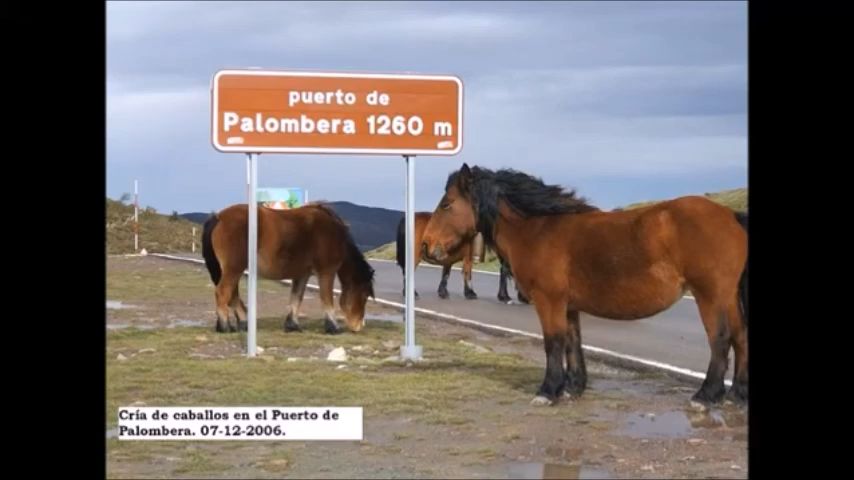 puerto de
Palombera 1260 m
Cría de caballos en el Puerto de
Palombera. 07-12-2006.